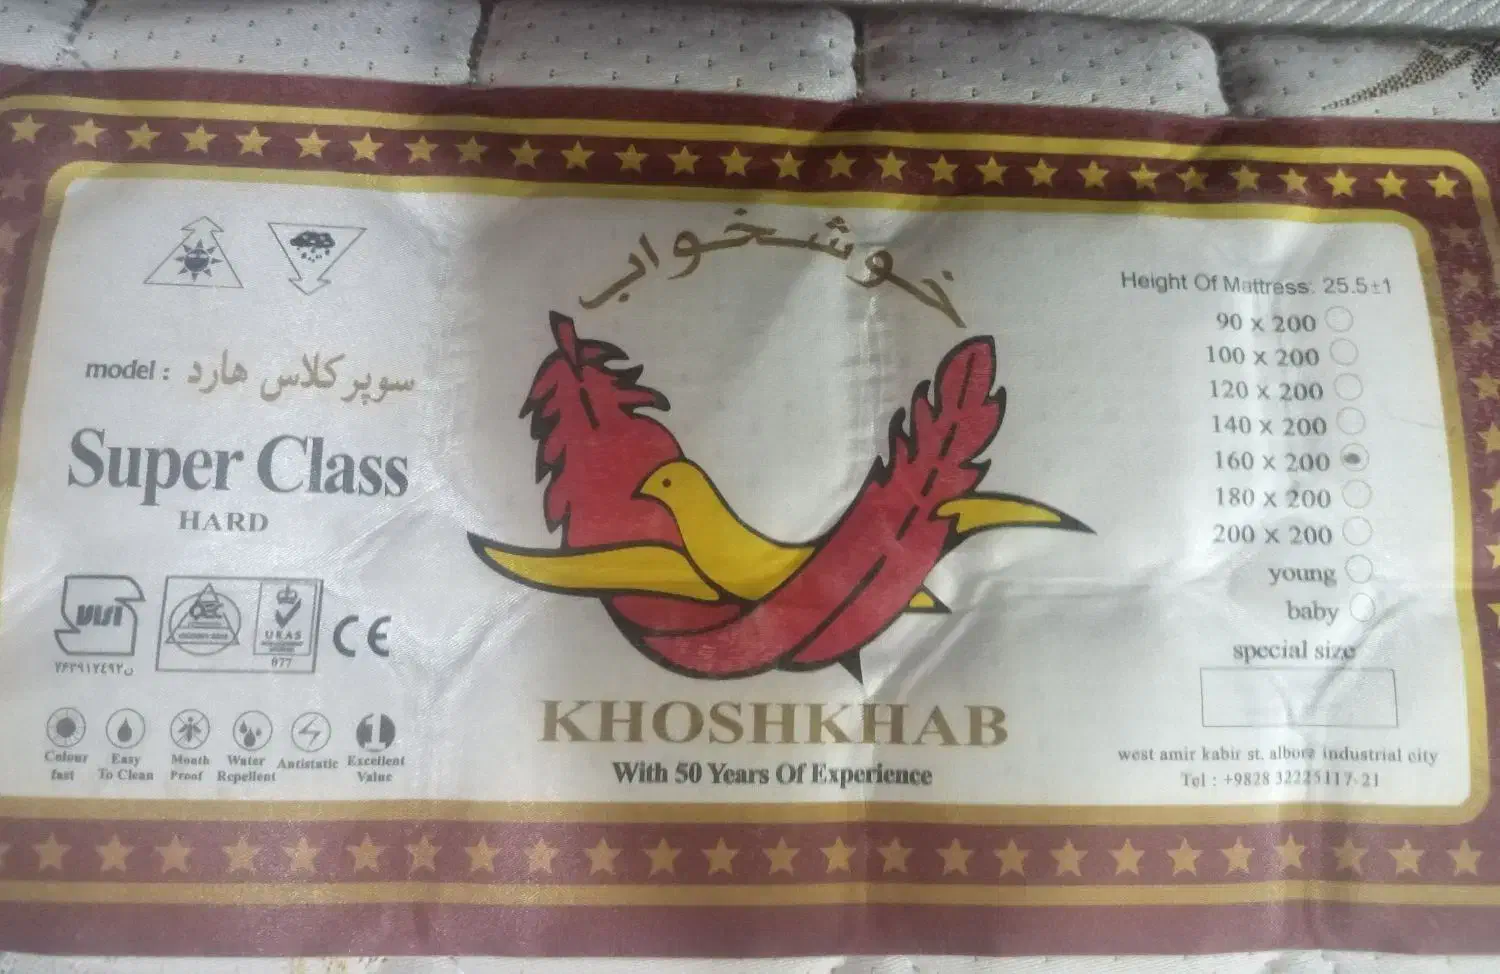 خوشخواب
model : سوپر کلاس هارد
Super Class
HARD
UKAS
077
CE
Colour fast
Easy To Clean
Month Proof
Water Repellent
Antistatic
1
Excellent Value
KHOSHKHAB
With 50 Years Of Experience
Height Of Mattress: 25.5±1
90 x 200
100 x 200
120 x 200
140 x 200
160 x 200
180 x 200
200 x 200
young
baby
special size
west amir kabir st. alborz industrial city
Tel : +9828 32225117-21